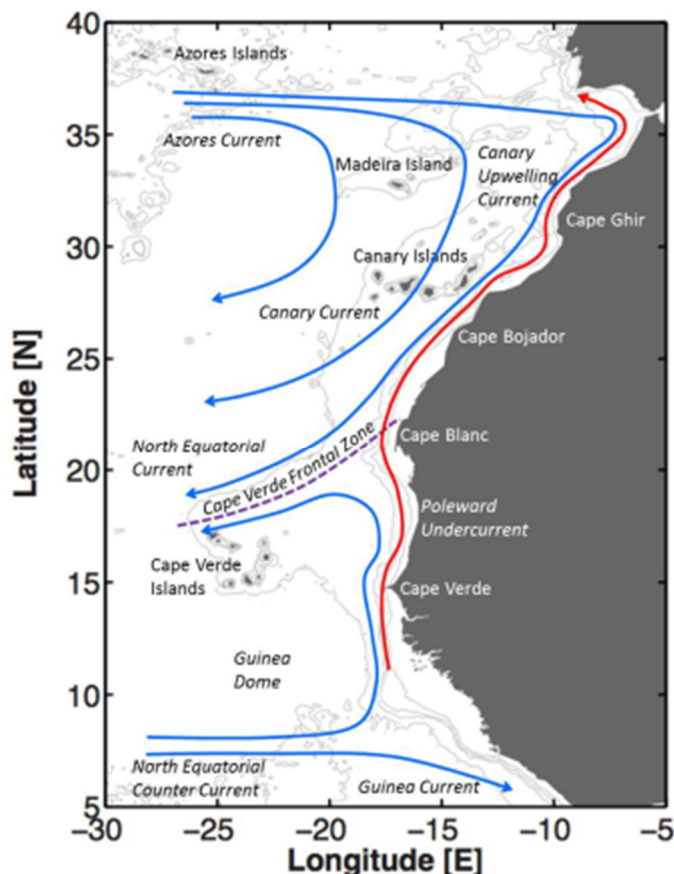 40
Azores Islands
35
Azores Current
Madeira Island
Canary
Upwelling
Current
Cape Ghir
30
Canary Islands
Canary Current
Cape Bojador
25
Latitude [N]
North Equatorial
Current
Cape Verde Frontal Zone
Cape Blanc
20
Poleward
Undercurrent
Cape Verde
Islands
Cape Verde
15
Guinea
Dome
10
North Equatorial
Counter Current
Guinea Current
5
−30 −25 −20 −15 −10 −5
Longitude [E]